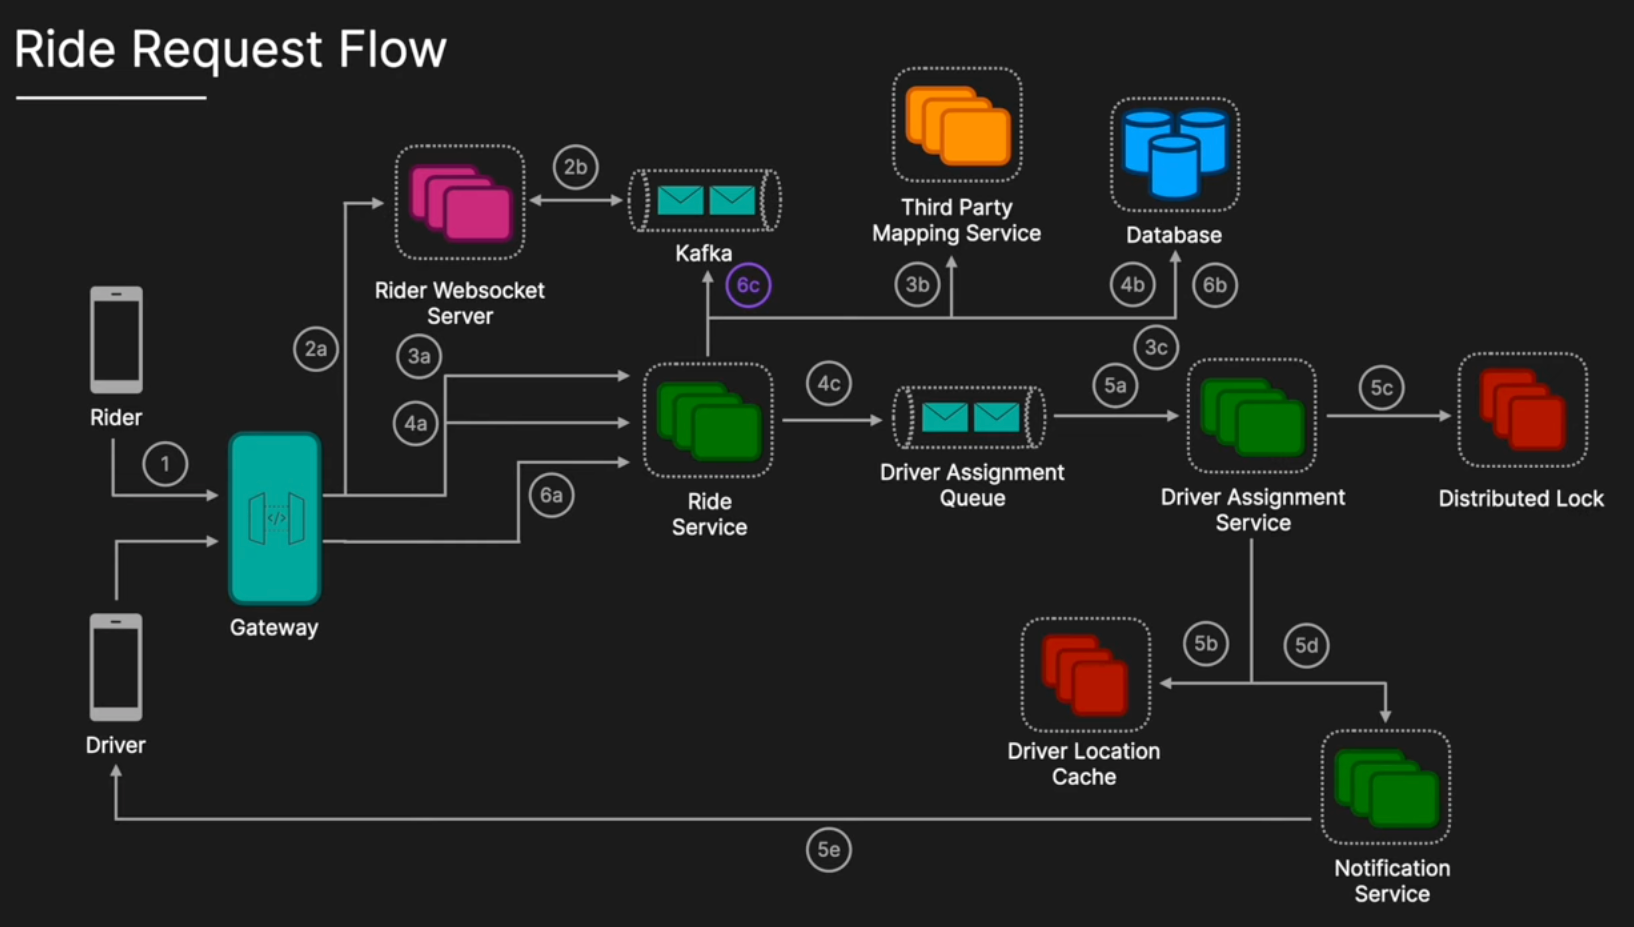 Ride Request Flow
2b
Third Party
Mapping Service
Database
Kafka
Rider Websocket
Server
6c
3b
4b
6b
2a
3a
3c
Rider
4a
4c
5a
5c
1
6a
Ride
Service
Driver Assignment
Queue
Driver Assignment
Service
Distributed Lock
</>
Gateway
5b
5d
Driver
Driver Location
Cache
5e
Notification
Service